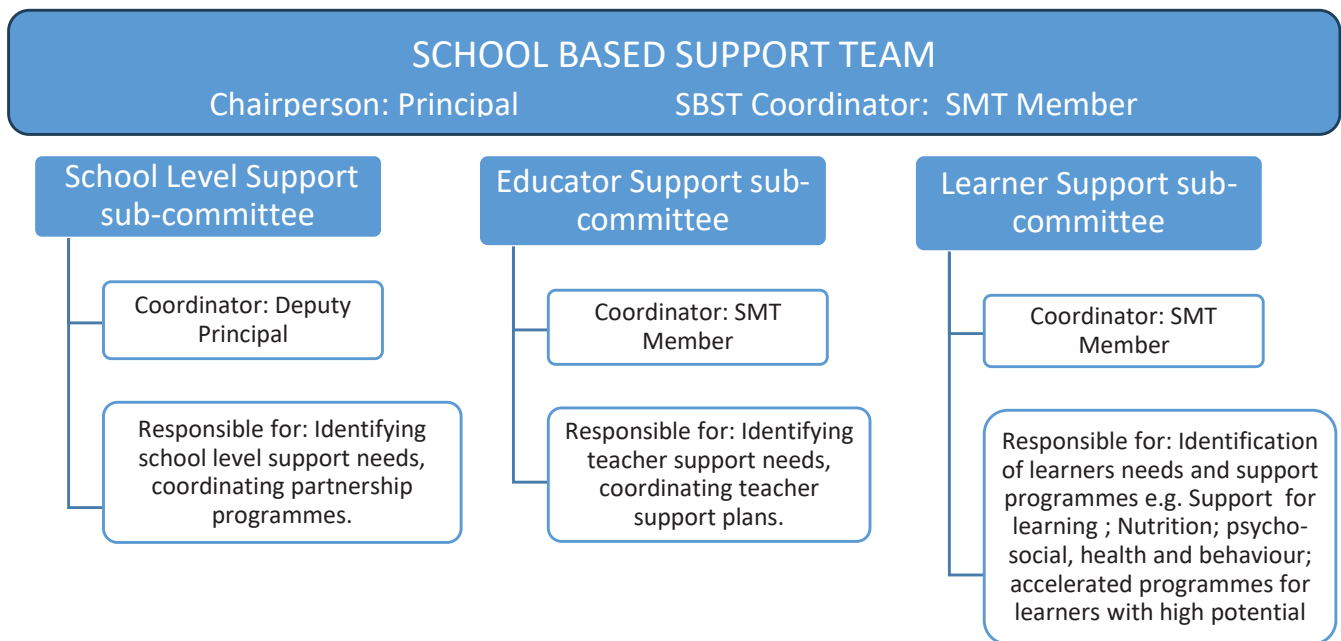 SCHOOL BASED SUPPORT TEAM
Chairperson: Principal SBST Coordinator: SMT Member
School Level Support
sub-committee
Coordinator: Deputy
Principal
Responsible for: Identifying
school level support needs,
coordinating partnership
programmes.
Educator Support sub-
committee
Coordinator: SMT
Member
Responsible for: Identifying
teacher support needs,
coordinating teacher
support plans.
Learner Support sub-
committee
Coordinator: SMT
Member
Responsible for: Identification
of learners needs and support
programmes e.g. Support for
learning ; Nutrition; psycho-
social, health and behaviour;
accelerated programmes for
learners with high potential